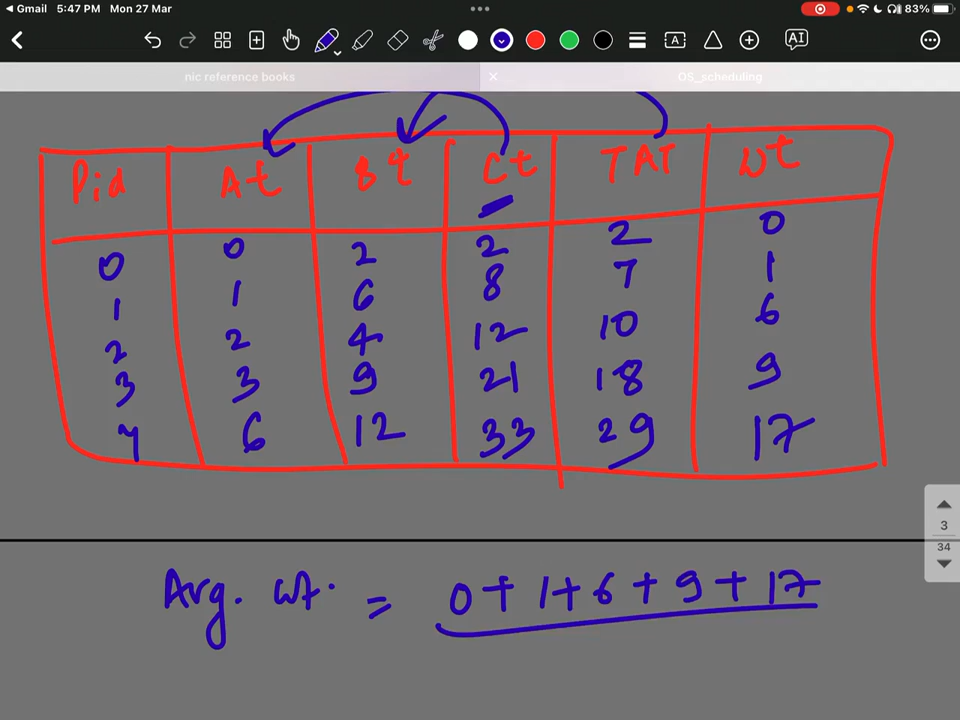 Gmail 5:47 PM Mon 27 Mar 83%
AI
nic reference books OS_scheduling
Pid At Bt Ct TAT Wt
0 0 2 2 2 0
1 1 6 8 7 1
2 2 4 12 10 6
3 3 9 21 18 9
4 6 12 33 29 17
3
34
Avg. wt. = 0+1+6+9+17